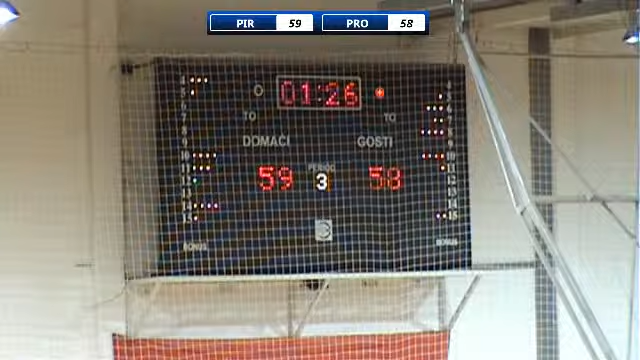 PIR 59 PRO 58
01:26
TO TO
DOMAĆI GOSTI
PERIOD
59 3 58
4 4
5 5
6 6
7 7
8 8
9 9
10 10
11 11
12 12
13 13
14 14
15 15
BONUS BONUS